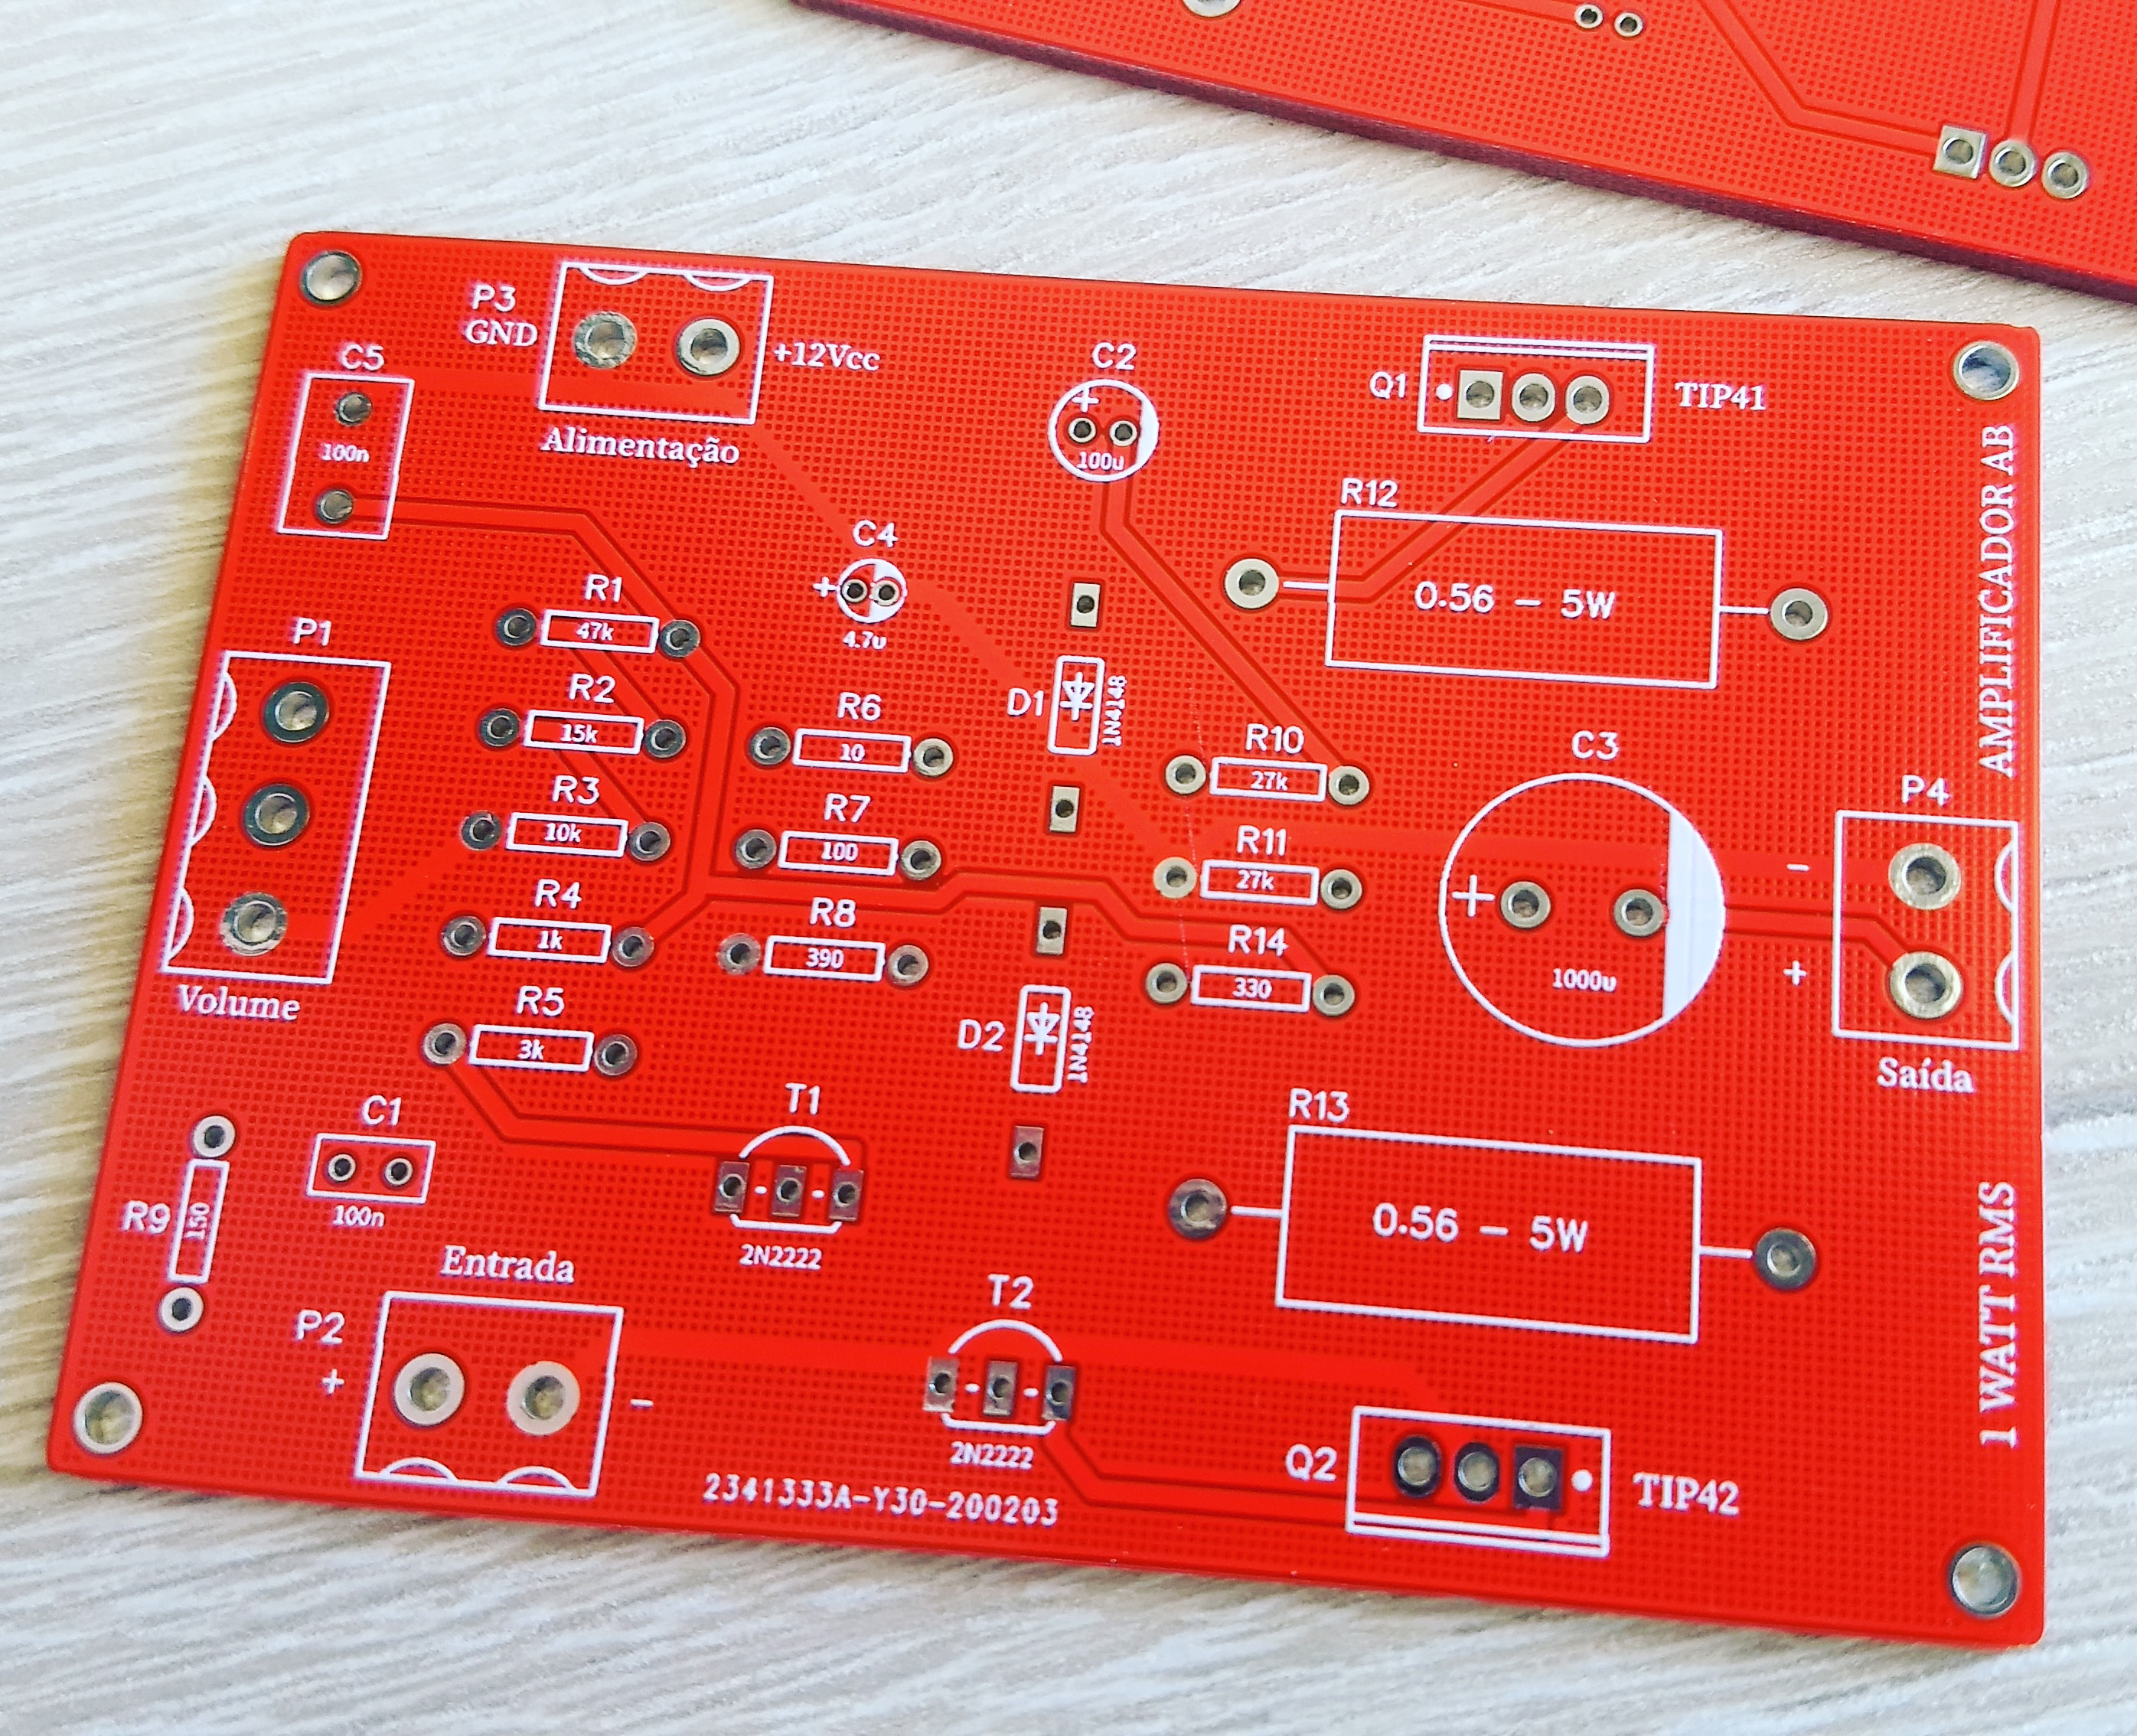 P3
GND
+12Vcc
Alimentação
C5
100n
C2
+
100u
Q1
TIP41
R12
0.56 – 5W
AMPLIFICADOR AB
C4
+
4.7u
R1
47k
P1
R2
15k
R3
10k
R4
1k
R5
3k
Volume
R6
10
R7
100
R8
390
D1
1N4148
D2
1N4148
R10
27k
R11
27k
R14
330
C3
+
1000u
P4
–
+
Saída
R13
0.56 – 5W
1 WATT RMS
C1
100n
R9
150
T1
2N2222
Entrada
P2
+
–
T2
2N2222
Q2
TIP42
2341333A-Y30-200203